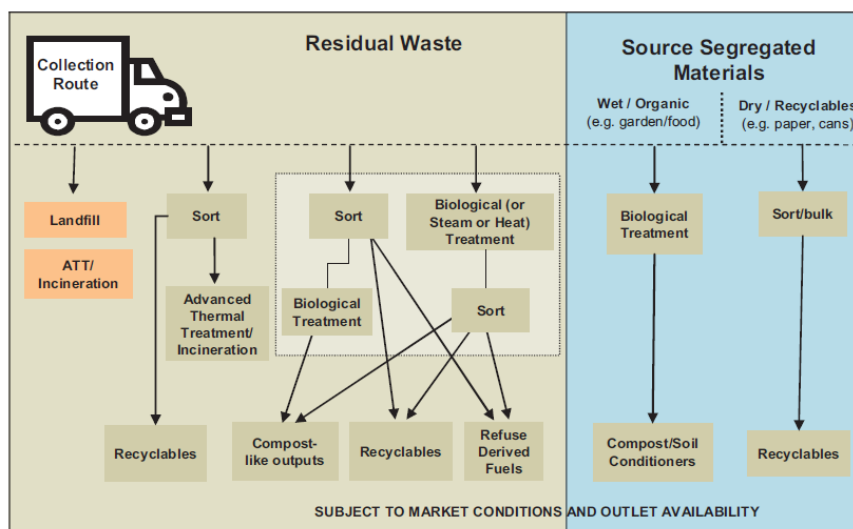 Collection
Route
Residual Waste
Source Segregated
Materials
Wet / Organic
(e.g. garden/food)
Dry / Recyclables
(e.g. paper, cans)
Landfill
ATT/
Incineration
Sort
Advanced
Thermal
Treatment/
Incineration
Sort
Biological
Treatment
Biological (or
Steam or Heat)
Treatment
Sort
Biological
Treatment
Sort/bulk
Recyclables
Compost-
like outputs
Recyclables
Refuse
Derived
Fuels
Compost/Soil
Conditioners
Recyclables
SUBJECT TO MARKET CONDITIONS AND OUTLET AVAILABILITY